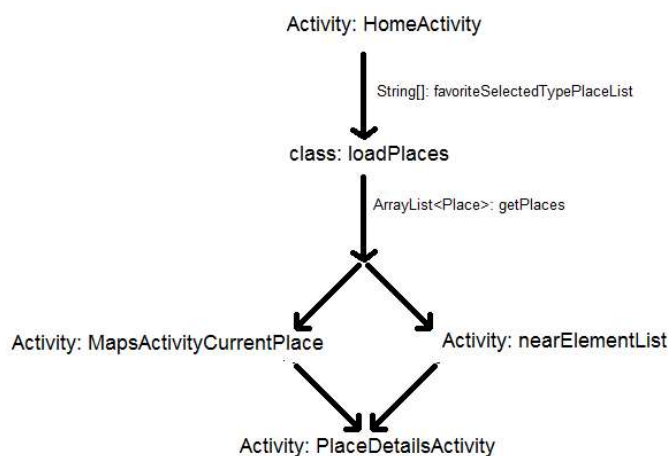 Activity: HomeActivity
String[]: favoriteSelectedTypePlaceList
class: loadPlaces
ArrayList<Place>: getPlaces
Activity: MapsActivityCurrentPlace
Activity: nearElementList
Activity: PlaceDetailsActivity